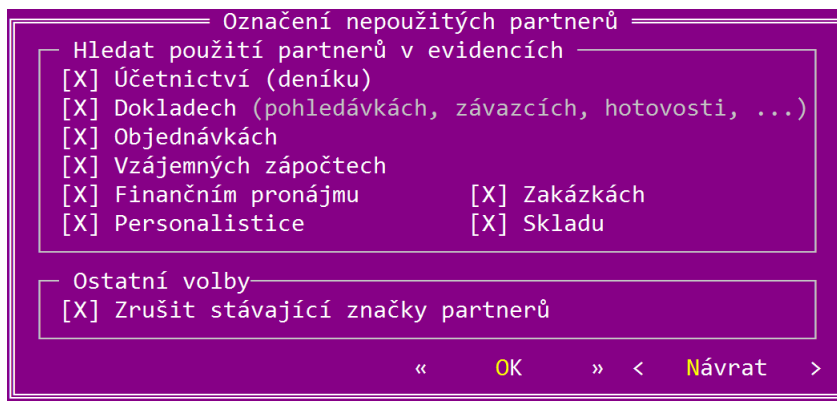 Označení nepoužitých partnerů
Hledat použití partnerů v evidencích
[X] Účetnictví (deníku)
[X] Dokladech (pohledávkách, závazcích, hotovosti, ...)
[X] Objednávkách
[X] Vzájemných zápočtech
[X] Finančním pronájmu [X] Zakázkách
[X] Personalistice [X] Skladu
Ostatní volby
[X] Zrušit stávající značky partnerů
« OK » < Návrat >